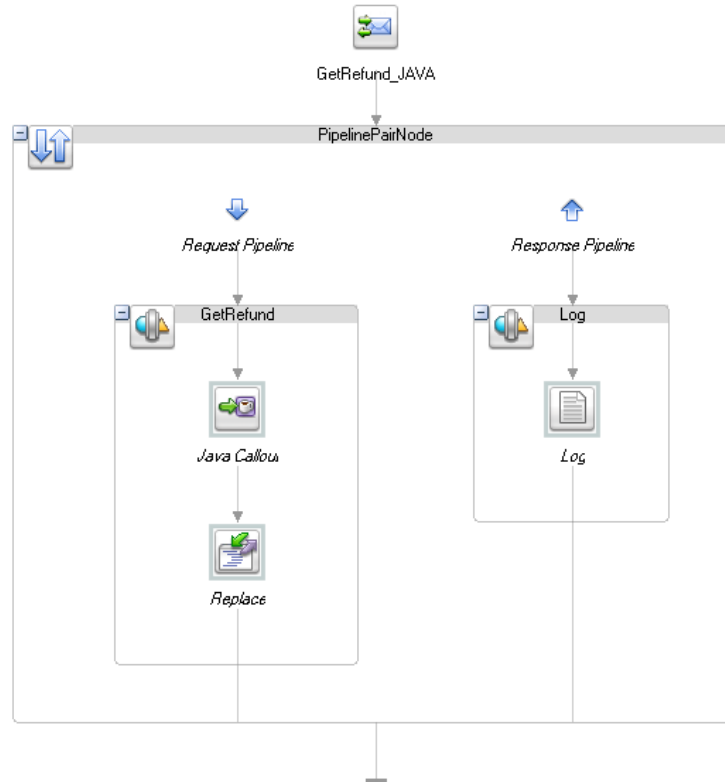 GetRefund_JAVA
PipelinePairNode
Request Pipeline
Response Pipeline
GetRefund
Log
Java Callout
Log
Replace